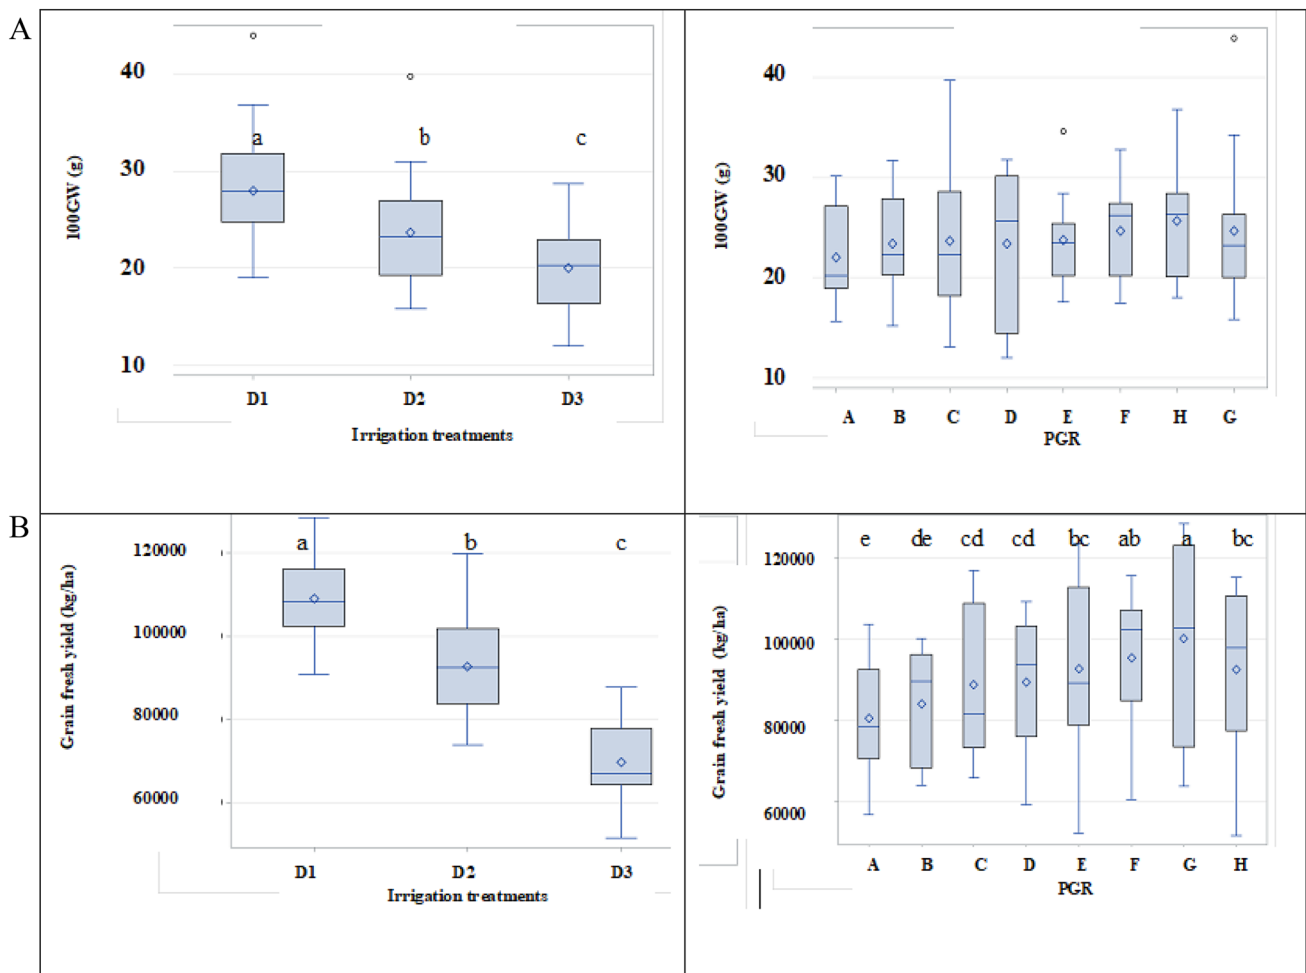 A
40
30
20
10
100GW (g)
a
b
c
D1
D2
D3
Irrigation treatments
40
30
20
10
100GW (g)
A
B
C
D
E
F
H
G
PGR
B
120000
100000
80000
60000
Grain fresh yield (kg/ha)
a
b
c
D1
D2
D3
Irrigation treatments
120000
100000
80000
60000
Grain fresh yield (kg/ha)
e
de
cd
cd
bc
ab
a
bc
A
B
C
D
E
F
G
H
PGR